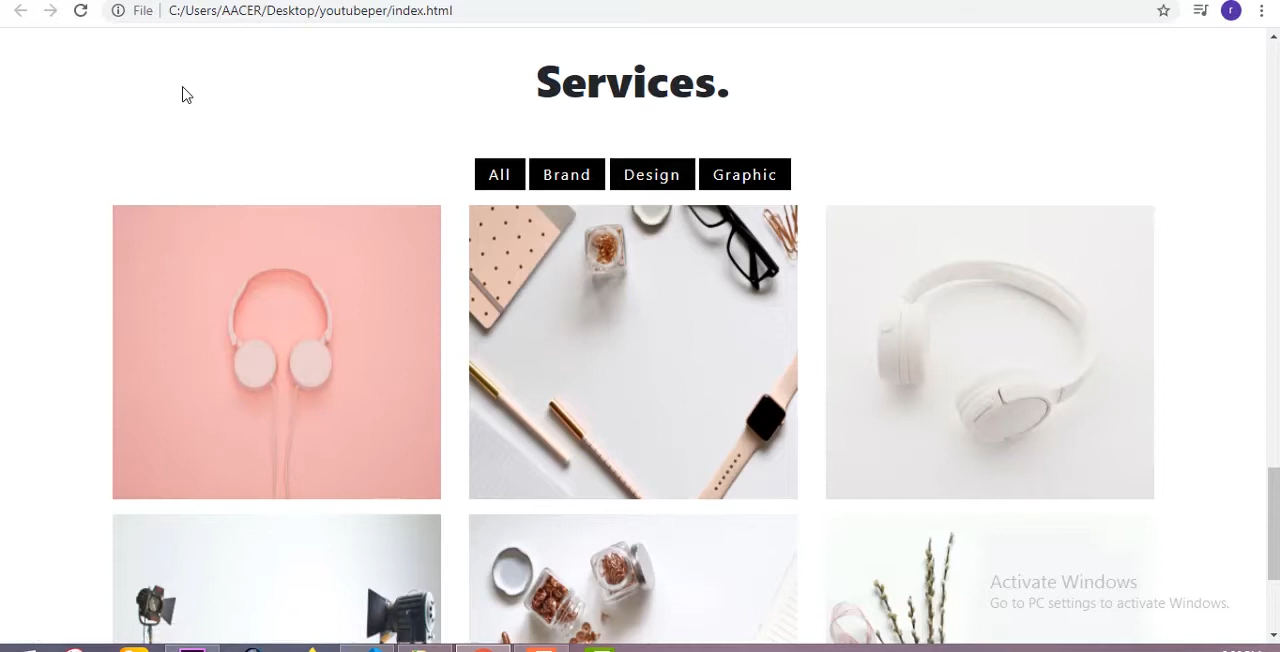 File
C:/Users/AACER/Desktop/youtubeper/index.html
r
Services.
All
Brand
Design
Graphic
Activate Windows
Go to PC settings to activate Windows.